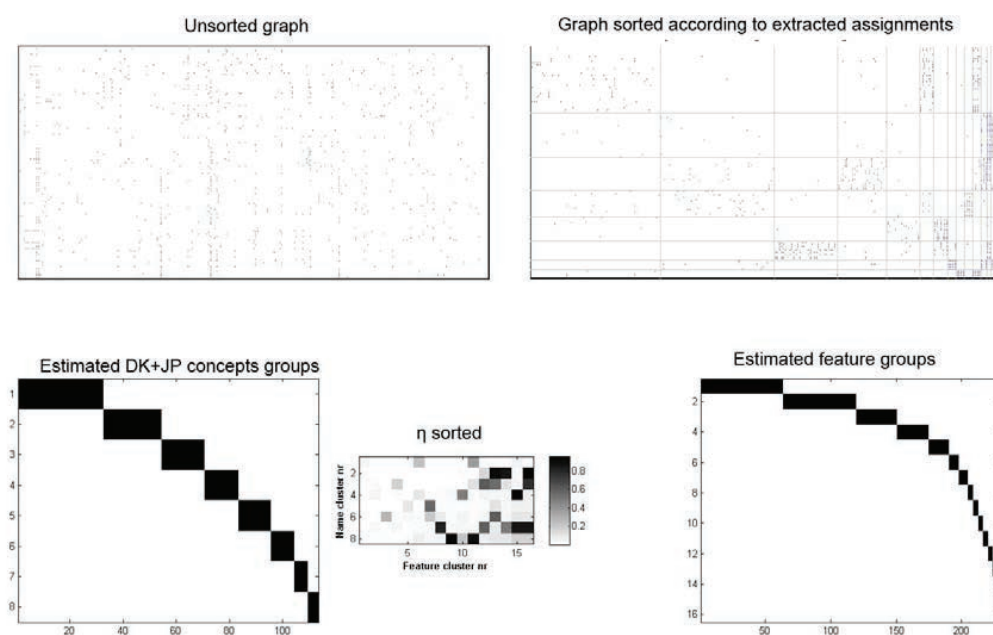 Unsorted graph
Graph sorted according to extracted assignments
Estimated DK+JP concepts groups
1
2
3
4
5
6
7
8
20 40 60 80 100
η sorted
Name cluster nr
2
4
6
8
5 10 15
Feature cluster nr
0.8
0.6
0.4
0.2
Estimated feature groups
2
4
6
8
10
12
14
16
50 100 150 200